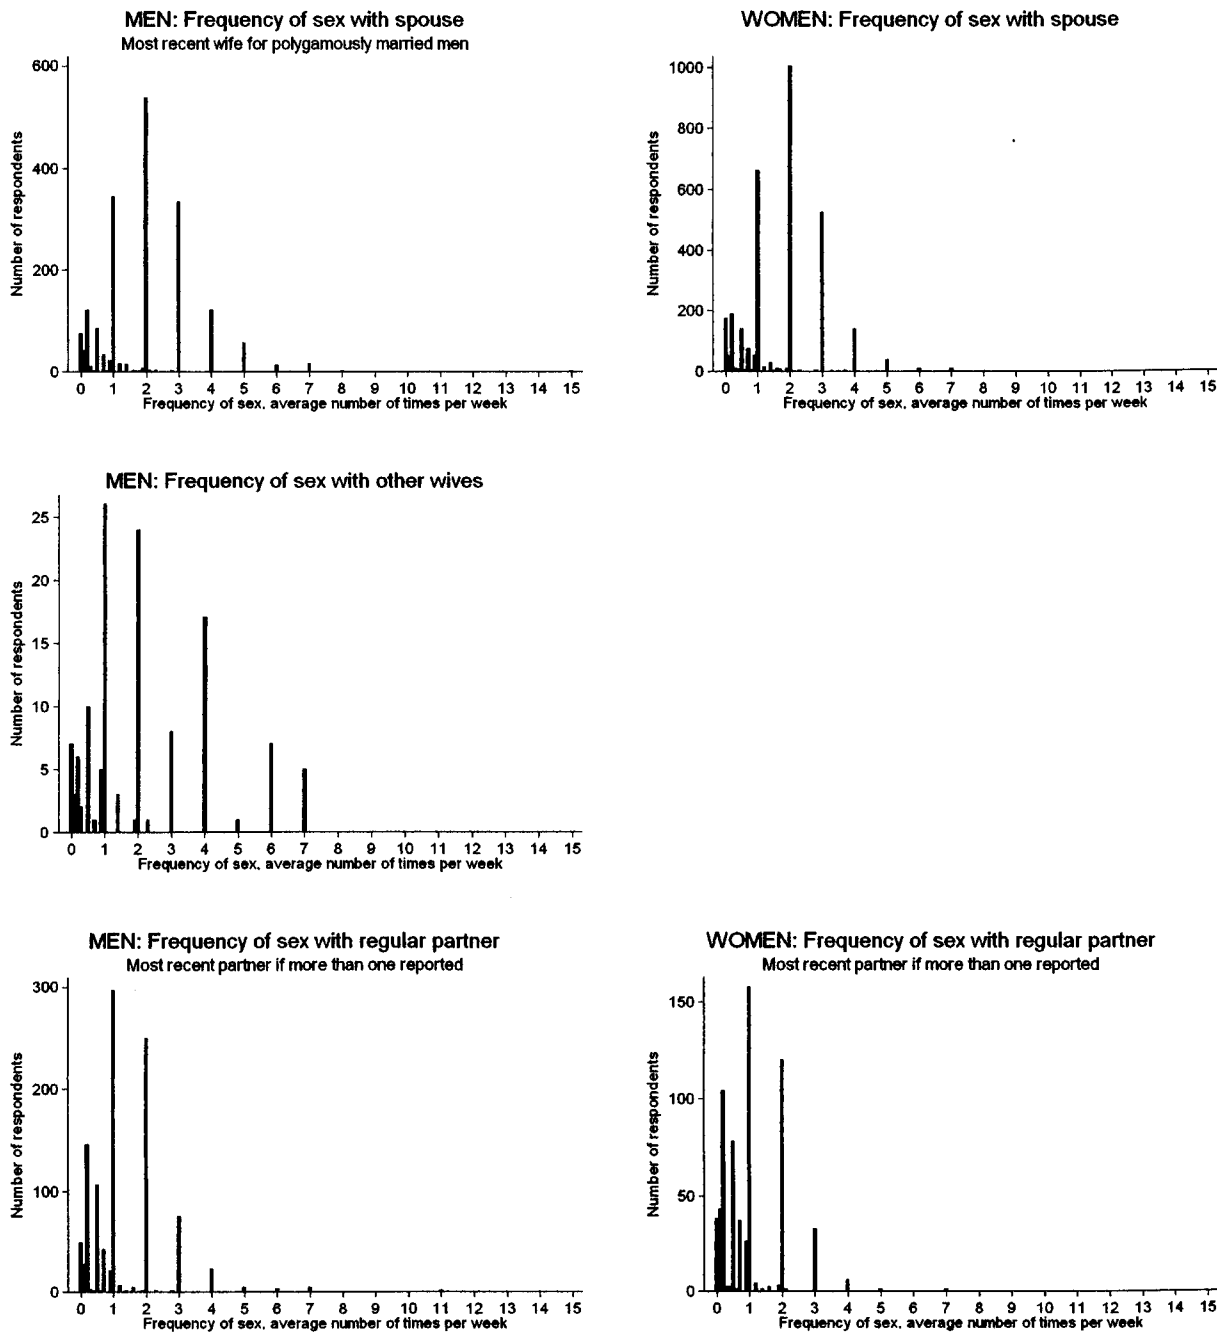 MEN: Frequency of sex with spouse
Most recent wife for polygamously married men
600
400
200
0
Number of respondents
0 1 2 3 4 5 6 7 8 9 10 11 12 13 14 15
Frequency of sex, average number of times per week
WOMEN: Frequency of sex with spouse
1000
800
600
400
200
0
Number of respondents
0 1 2 3 4 5 6 7 8 9 10 11 12 13 14 15
Frequency of sex, average number of times per week
MEN: Frequency of sex with other wives
25
20
15
10
5
0
Number of respondents
0 1 2 3 4 5 6 7 8 9 10 11 12 13 14 15
Frequency of sex, average number of times per week
MEN: Frequency of sex with regular partner
Most recent partner if more than one reported
300
200
100
0
Number of respondents
0 1 2 3 4 5 6 7 8 9 10 11 12 13 14 15
Frequency of sex, average number of times per week
WOMEN: Frequency of sex with regular partner
Most recent partner if more than one reported
150
100
50
0
Number of respondents
0 1 2 3 4 5 6 7 8 9 10 11 12 13 14 15
Frequency of sex, average number of times per week